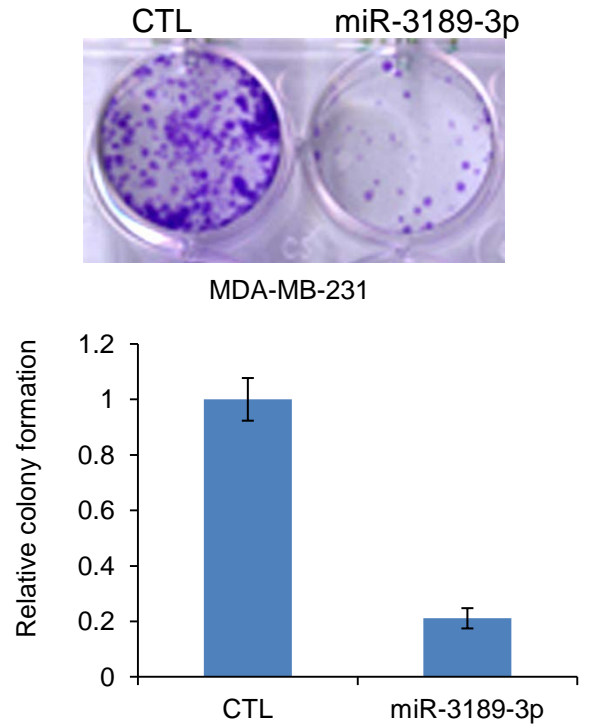 CTL miR-3189-3p
MDA-MB-231
Relative colony formation
1.2
1
0.8
0.6
0.4
0.2
0
CTL miR-3189-3p